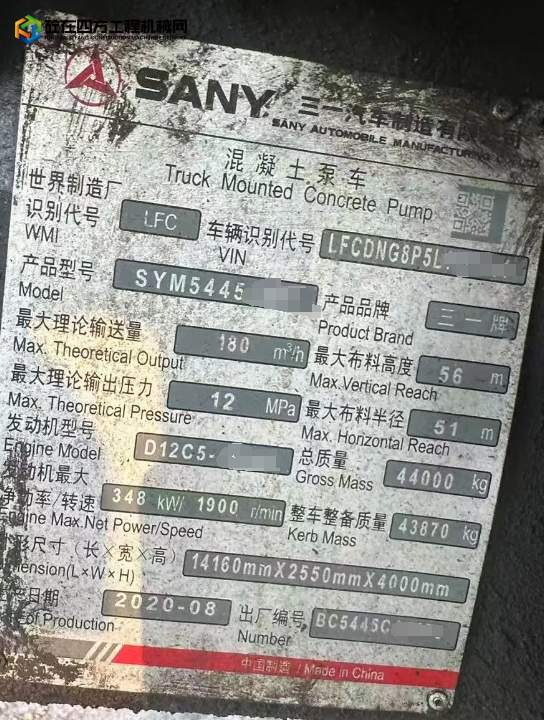 砼在四方工程机械网
SANY 三一汽车制造有限公司
SANY AUTOMOBILE MANUFACTURING CO., LTD.
混凝土泵车
Truck Mounted Concrete Pump
世界制造厂
识别代号 LFC 车辆识别代号 LFCDNG8P5L
WMI VIN
产品型号 SYM5445 产品品牌 三一牌
Model Product Brand
最大理论输送量 180 m³/h 最大布料高度 56 m
Max. Theoretical Output Max.Vertical Reach
最大理论输出压力 12 MPa 最大布料半径 51 m
Max. Theoretical Pressure Max. Horizontal Reach
发动机型号 D12C5- 总质量 44000 kg
Engine Model Gross Mass
发动机最大
净功率/转速 348 kW/ 1900 r/min 整车整备质量 43870 kg
Engine Max.Net Power/Speed Kerb Mass
形尺寸（长×宽×高） 14160mmX2550mmX4000mm
mension(L×W×H)
日期 2020-08 出厂编号 BC5445C
of Production Number
中国制造 / Made in China